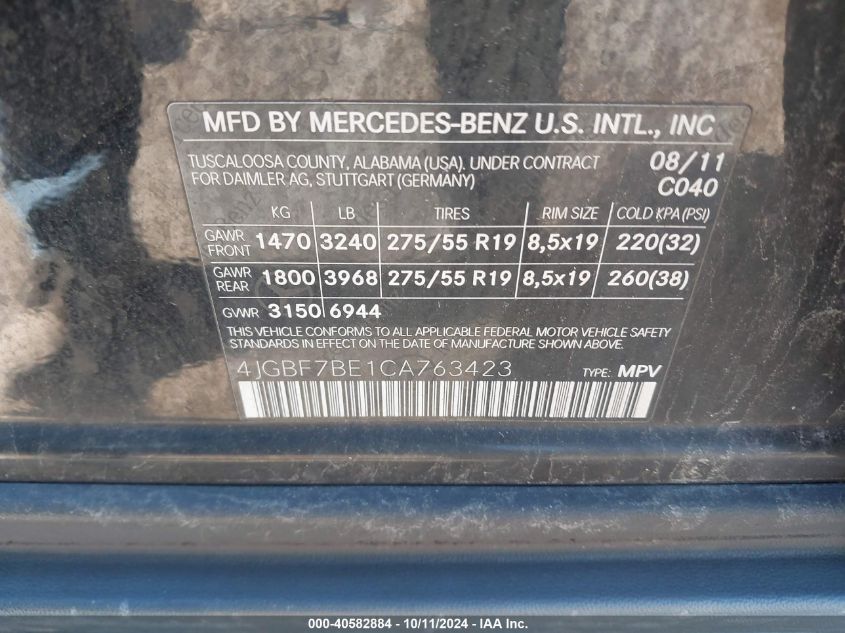 MFD BY MERCEDES-BENZ U.S. INTL., INC
TUSCALOOSA COUNTY, ALABAMA (USA). UNDER CONTRACT 08/11
FOR DAIMLER AG, STUTTGART (GERMANY) C040
KG LB TIRES RIM SIZE COLD KPA (PSI)
GAWR FRONT 1470 3240 275/55 R19 8,5x19 220(32)
GAWR REAR 1800 3968 275/55 R19 8,5x19 260(38)
GVWR 3150 6944
THIS VEHICLE CONFORMS TO ALL APPLICABLE FEDERAL MOTOR VEHICLE SAFETY
STANDARDS IN EFFECT ON THE DATE OF MANUFACTURE SHOWN ABOVE.
4JGBF7BE1CA763423 TYPE: MPV
000-40582884 - 10/11/2024 - IAA Inc.